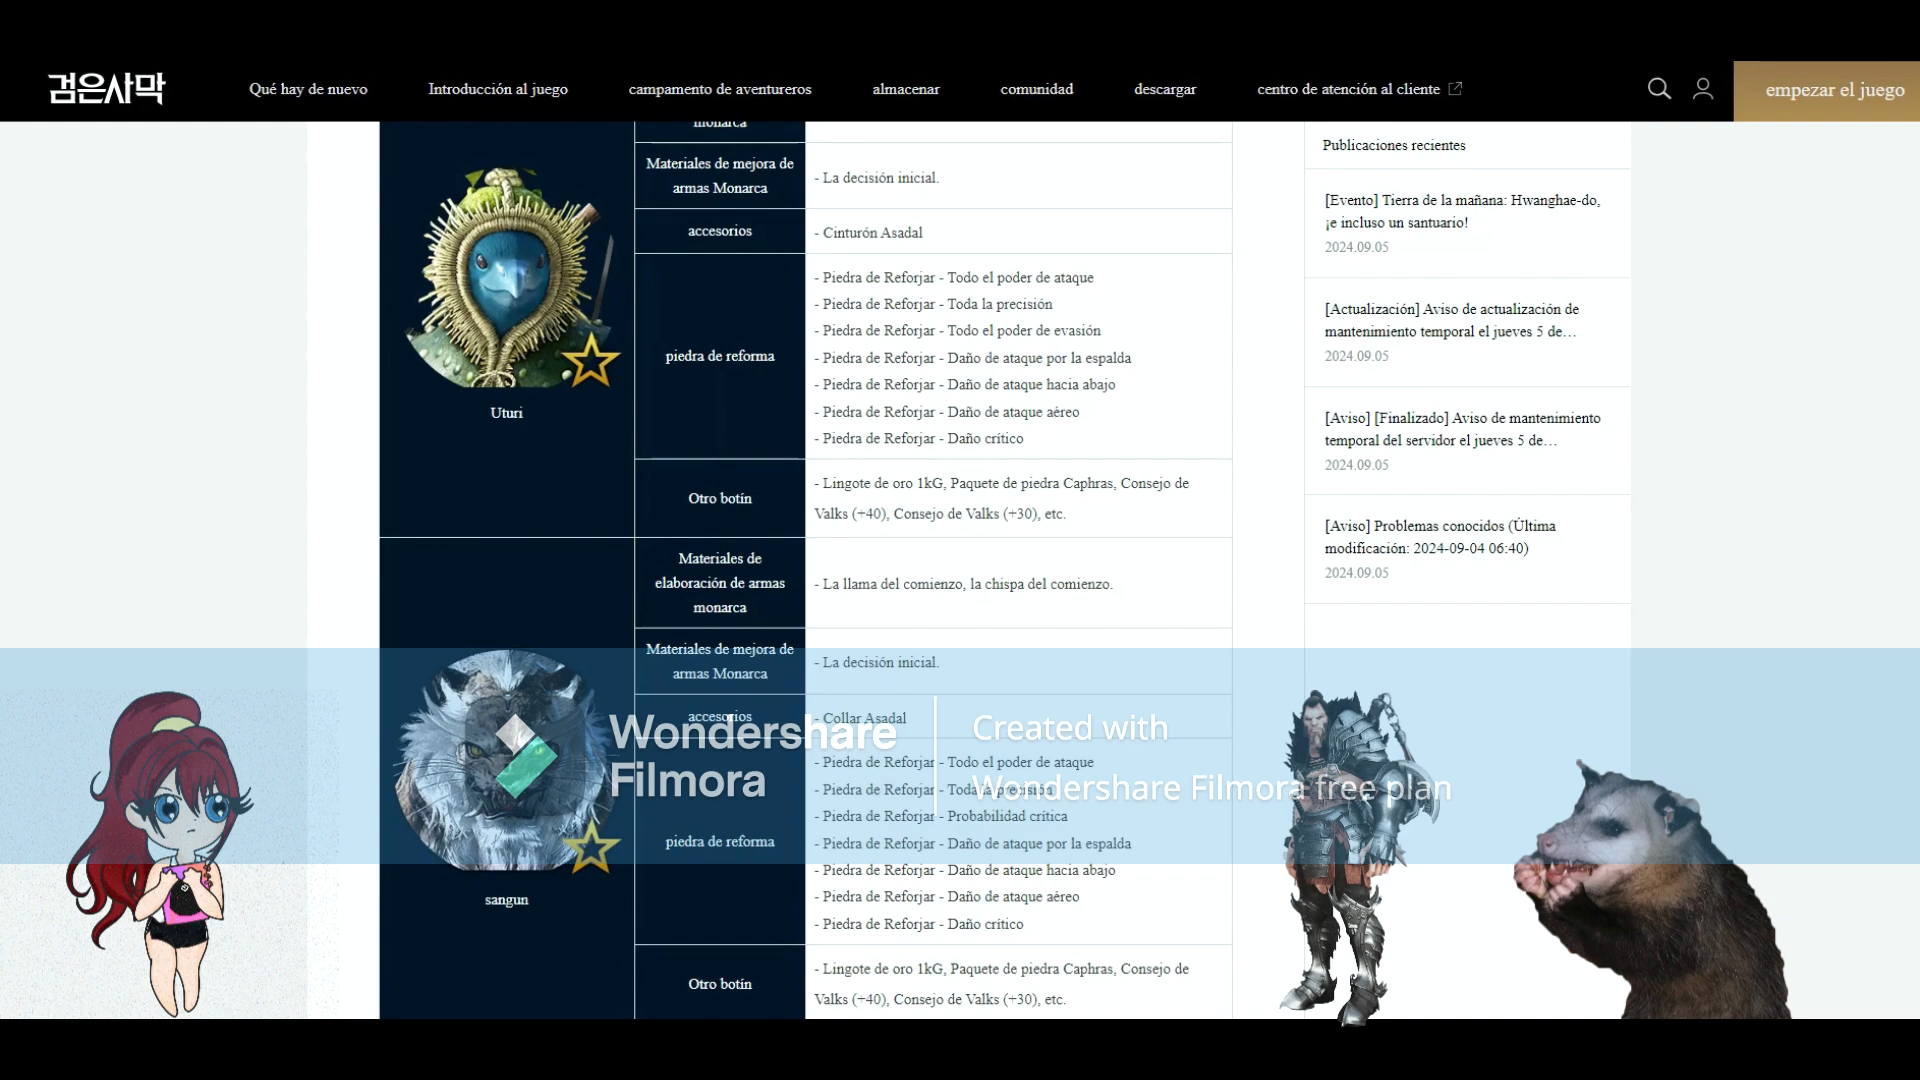 검은사막
Qué hay de nuevo
Introducción al juego
campamento de aventureros
almacenar
comunidad
descargar
centro de atención al cliente
empezar el juego
monarca
Materiales de mejora de
armas Monarca
- La decisión inicial.
accesorios
- Cinturón Asadal
piedra de reforma
- Piedra de Reforjar - Todo el poder de ataque
- Piedra de Reforjar - Toda la precisión
- Piedra de Reforjar - Todo el poder de evasión
- Piedra de Reforjar - Daño de ataque por la espalda
- Piedra de Reforjar - Daño de ataque hacia abajo
- Piedra de Reforjar - Daño de ataque aéreo
- Piedra de Reforjar - Daño crítico
Uturi
Otro botín
- Lingote de oro 1kG, Paquete de piedra Caphras, Consejo de
Valks (+40), Consejo de Valks (+30), etc.
Materiales de
elaboración de armas
monarca
- La llama del comienzo, la chispa del comienzo.
Materiales de mejora de
armas Monarca
- La decisión inicial.
accesorios
- Collar Asadal
piedra de reforma
- Piedra de Reforjar - Todo el poder de ataque
- Piedra de Reforjar - Toda la precisión
- Piedra de Reforjar - Probabilidad crítica
- Piedra de Reforjar - Daño de ataque por la espalda
- Piedra de Reforjar - Daño de ataque hacia abajo
- Piedra de Reforjar - Daño de ataque aéreo
- Piedra de Reforjar - Daño crítico
sangun
Otro botín
- Lingote de oro 1kG, Paquete de piedra Caphras, Consejo de
Valks (+40), Consejo de Valks (+30), etc.
Publicaciones recientes
[Evento] Tierra de la mañana: Hwanghae-do,
¡e incluso un santuario!
2024.09.05
[Actualización] Aviso de actualización de
mantenimiento temporal el jueves 5 de…
2024.09.05
[Aviso] [Finalizado] Aviso de mantenimiento
temporal del servidor el jueves 5 de…
2024.09.05
[Aviso] Problemas conocidos (Última
modificación: 2024-09-04 06:40)
2024.09.05
Wondershare
Filmora
Created with
Wondershare Filmora free plan